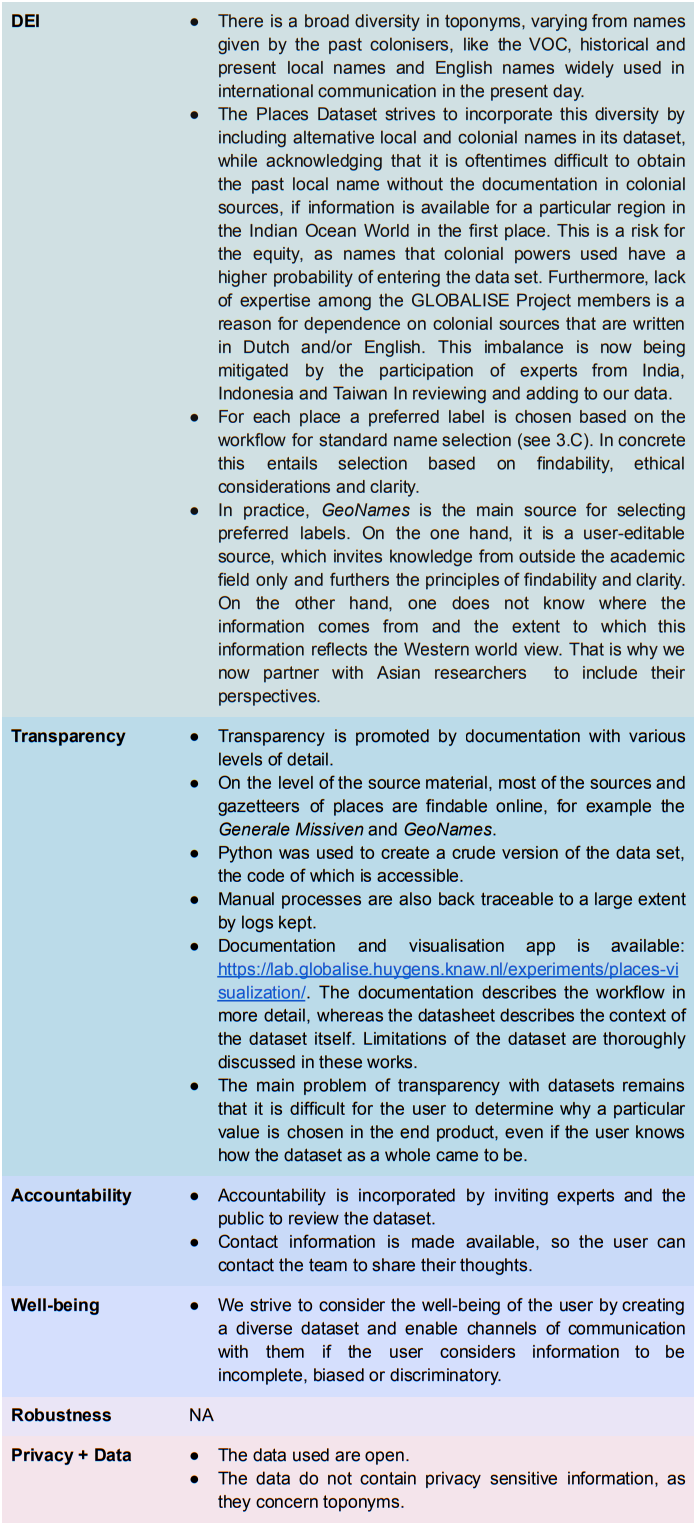 DEI
● There is a broad diversity in toponyms, varying from names
given by the past colonisers, like the VOC, historical and
present local names and English names widely used in
international communication in the present day.
● The Places Dataset strives to incorporate this diversity by
including alternative local and colonial names in its dataset,
while acknowledging that it is oftentimes difficult to obtain
the past local name without the documentation in colonial
sources, if information is available for a particular region in
the Indian Ocean World in the first place. This is a risk for
the equity, as names that colonial powers used have a
higher probability of entering the data set. Furthermore, lack
of expertise among the GLOBALISE Project members is a
reason for dependence on colonial sources that are written
in Dutch and/or English. This imbalance is now being
mitigated by the participation of experts from India,
Indonesia and Taiwan In reviewing and adding to our data.
● For each place a preferred label is chosen based on the
workflow for standard name selection (see 3.C). In concrete
this entails selection based on findability, ethical
considerations and clarity.
● In practice, GeoNames is the main source for selecting
preferred labels. On the one hand, it is a user-editable
source, which invites knowledge from outside the academic
field only and furthers the principles of findability and clarity.
On the other hand, one does not know where the
information comes from and the extent to which this
information reflects the Western world view. That is why we
now partner with Asian researchers to include their
perspectives.
Transparency
● Transparency is promoted by documentation with various
levels of detail.
● On the level of the source material, most of the sources and
gazetteers of places are findable online, for example the
Generale Missiven and GeoNames.
● Python was used to create a crude version of the data set,
the code of which is accessible.
● Manual processes are also back traceable to a large extent
by logs kept.
● Documentation and visualisation app is available:
https://lab.globalise.huygens.knaw.nl/experiments/places-vi
sualization/. The documentation describes the workflow in
more detail, whereas the datasheet describes the context of
the dataset itself. Limitations of the dataset are thoroughly
discussed in these works.
● The main problem of transparency with datasets remains
that it is difficult for the user to determine why a particular
value is chosen in the end product, even if the user knows
how the dataset as a whole came to be.
Accountability
● Accountability is incorporated by inviting experts and the
public to review the dataset.
● Contact information is made available, so the user can
contact the team to share their thoughts.
Well-being
● We strive to consider the well-being of the user by creating
a diverse dataset and enable channels of communication
with them if the user considers information to be
incomplete, biased or discriminatory.
Robustness
NA
Privacy + Data
● The data used are open.
● The data do not contain privacy sensitive information, as
they concern toponyms.